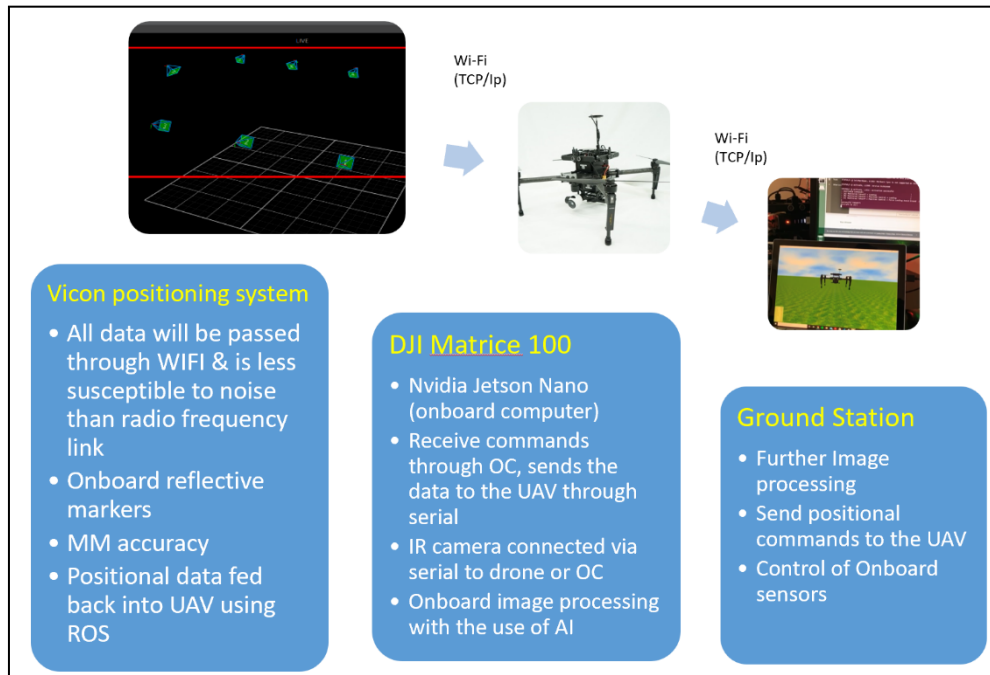 LIVE
Wi-Fi
(TCP/Ip)
Wi-Fi
(TCP/Ip)
Vicon positioning system
• All data will be passed
through WIFI & is less
susceptible to noise
than radio frequency
link
• Onboard reflective
markers
• MM accuracy
• Positional data fed
back into UAV using
ROS
DJI Matrice 100
• Nvidia Jetson Nano
(onboard computer)
• Receive commands
through OC, sends the
data to the UAV through
serial
• IR camera connected via
serial to drone or OC
• Onboard image processing
with the use of AI
Ground Station
• Further Image
processing
• Send positional
commands to the UAV
• Control of Onboard
sensors